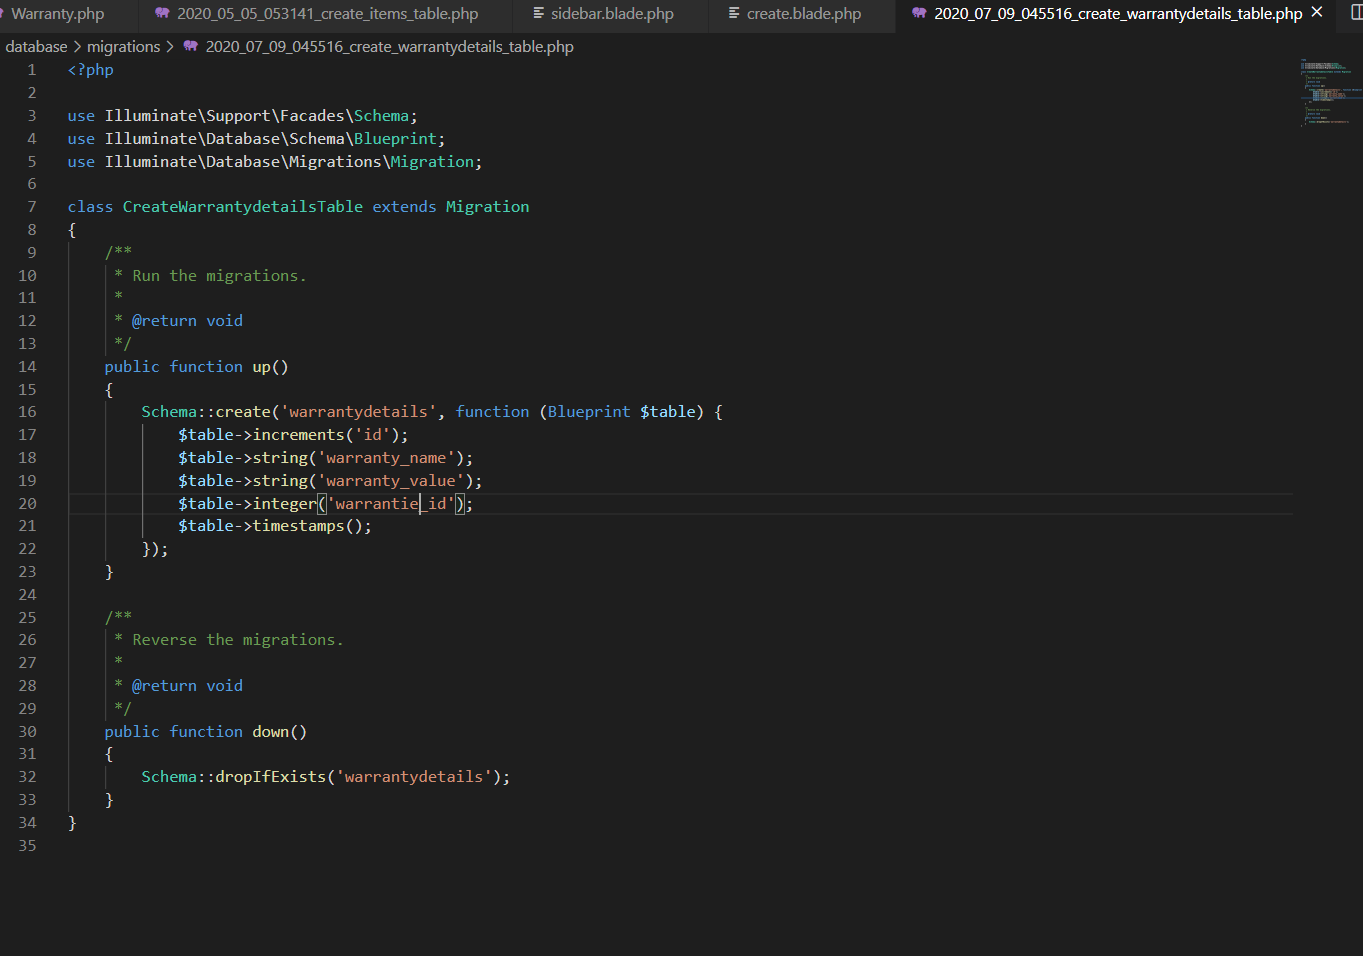 Warranty.php 2020_05_05_053141_create_items_table.php sidebar.blade.php create.blade.php 2020_07_09_045516_create_warrantydetails_table.php
database > migrations > 2020_07_09_045516_create_warrantydetails_table.php
1 <?php
2
3 use Illuminate\Support\Facades\Schema;
4 use Illuminate\Database\Schema\Blueprint;
5 use Illuminate\Database\Migrations\Migration;
6
7 class CreateWarrantydetailsTable extends Migration
8 {
9     /**
10      * Run the migrations.
11      *
12      * @return void
13      */
14     public function up()
15     {
16         Schema::create('warrantydetails', function (Blueprint $table) {
17             $table->increments('id');
18             $table->string('warranty_name');
19             $table->string('warranty_value');
20             $table->integer('warrantie_id');
21             $table->timestamps();
22         });
23     }
24
25     /**
26      * Reverse the migrations.
27      *
28      * @return void
29      */
30     public function down()
31     {
32         Schema::dropIfExists('warrantydetails');
33     }
34 }
35